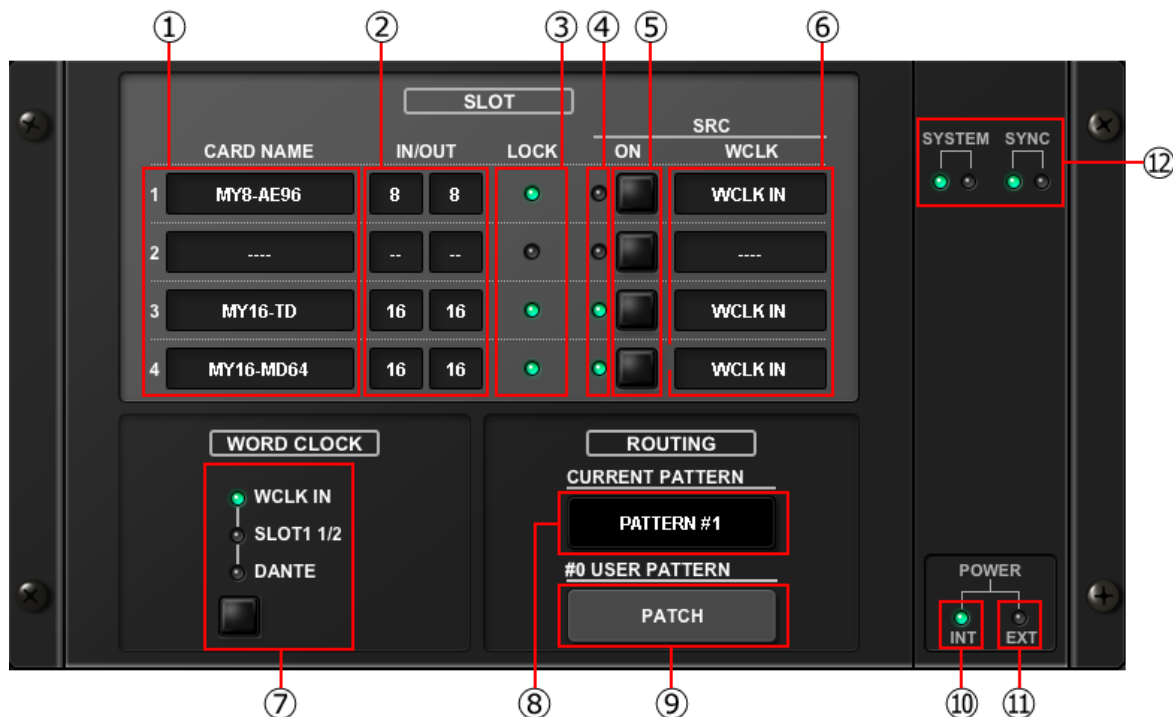 ① ② ③ ④ ⑤ ⑥
SLOT
SRC
CARD NAME IN/OUT LOCK ON WCLK
1 MY8-AE96 8 8 WCLK IN
2 ---- -- -- ----
3 MY16-TD 16 16 WCLK IN
4 MY16-MD64 16 16 WCLK IN
SYSTEM SYNC
⑫
WORD CLOCK
WCLK IN
SLOT1 1/2
DANTE
ROUTING
CURRENT PATTERN
PATTERN #1
#0 USER PATTERN
PATCH
POWER
INT EXT
⑦ ⑧ ⑨ ⑩ ⑪